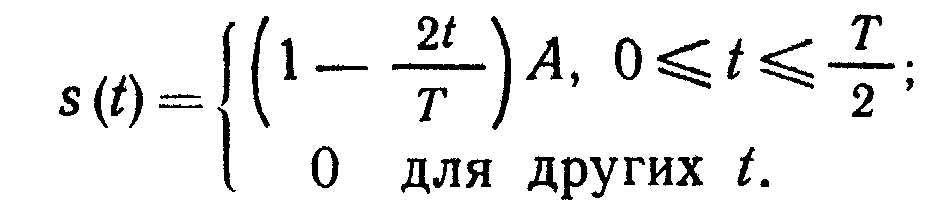 s (t) = { (1 − 2t/T) A, 0 ⩽ t ⩽ T/2;
0 для других t.